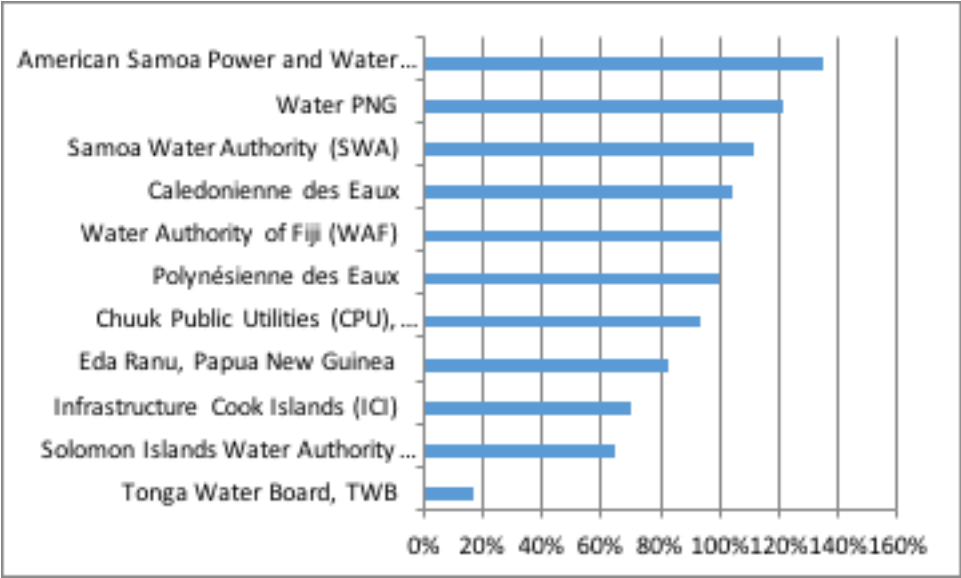 American Samoa Power and Water...
Water PNG
Samoa Water Authority (SWA)
Caledonienne des Eaux
Water Authority of Fiji (WAF)
Polynésienne des Eaux
Chuuk Public Utilities (CPU), ...
Eda Ranu, Papua New Guinea
Infrastructure Cook Islands (ICI)
Solomon Islands Water Authority ...
Tonga Water Board, TWB
0% 20% 40% 60% 80% 100% 120% 140% 160%